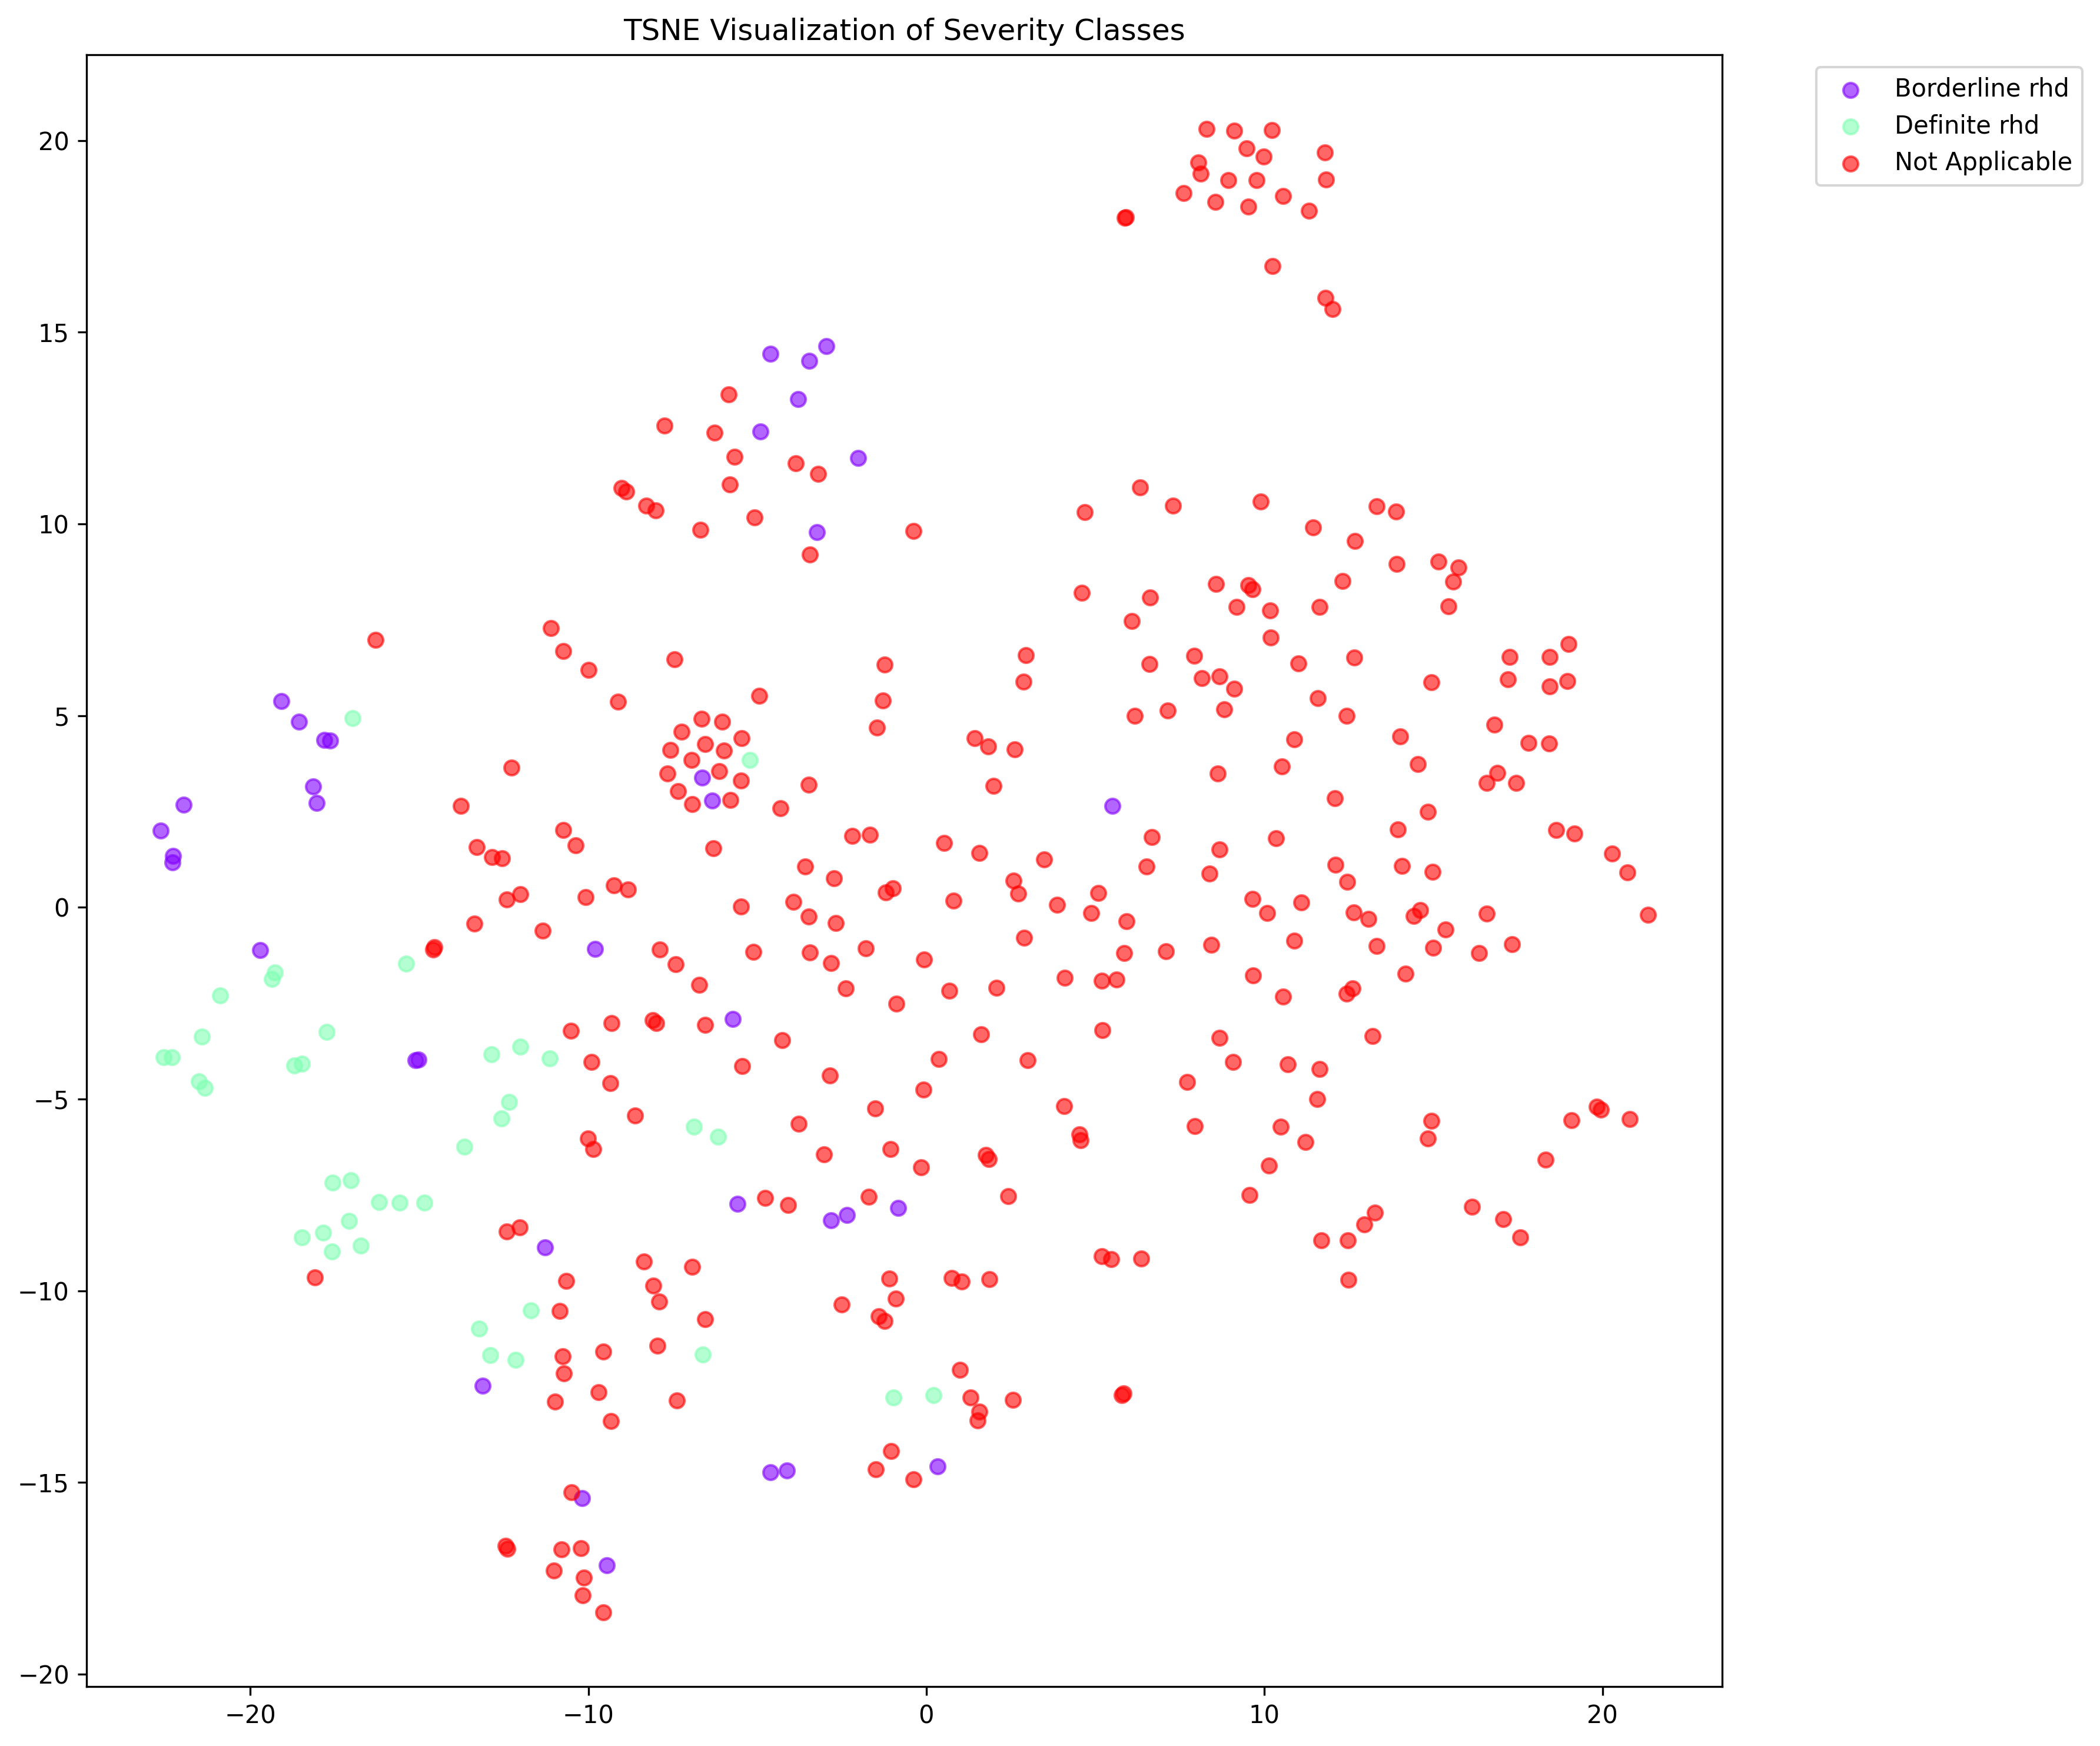 TSNE Visualization of Severity Classes
Borderline rhd
Definite rhd
Not Applicable
20
15
10
5
0
−5
−10
−15
−20
−20 −10 0 10 20